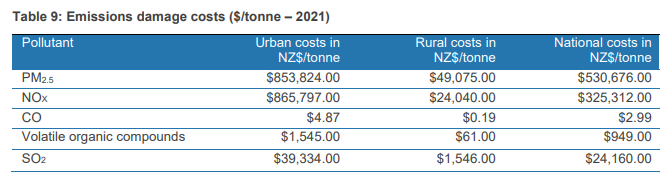 Table 9: Emissions damage costs ($/tonne – 2021)
Pollutant Urban costs in NZ$/tonne Rural costs in NZ$/tonne National costs in NZ$/tonne
PM2.5 $853,824.00 $49,075.00 $530,676.00
NOx $865,797.00 $24,040.00 $325,312.00
CO $4.87 $0.19 $2.99
Volatile organic compounds $1,545.00 $61.00 $949.00
SO2 $39,334.00 $1,546.00 $24,160.00